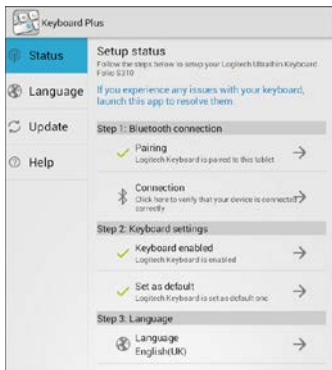 Keyboard Plus
Status
Language
Update
Help
Setup status
Follow the steps below to setup your Logitech Ultrathin Keyboard
Folio S310
If you experience any issues with your keyboard,
launch this app to resolve them
Step 1: Bluetooth connection
Pairing
Logitech Keyboard is paired to this tablet
Connection
Click here to verify that your device is connected
correctly
Step 2: Keyboard settings
Keyboard enabled
Logitech Keyboard is enabled
Set as default
Logitech Keyboard is set as default one
Step 3: Language
Language
English(UK)